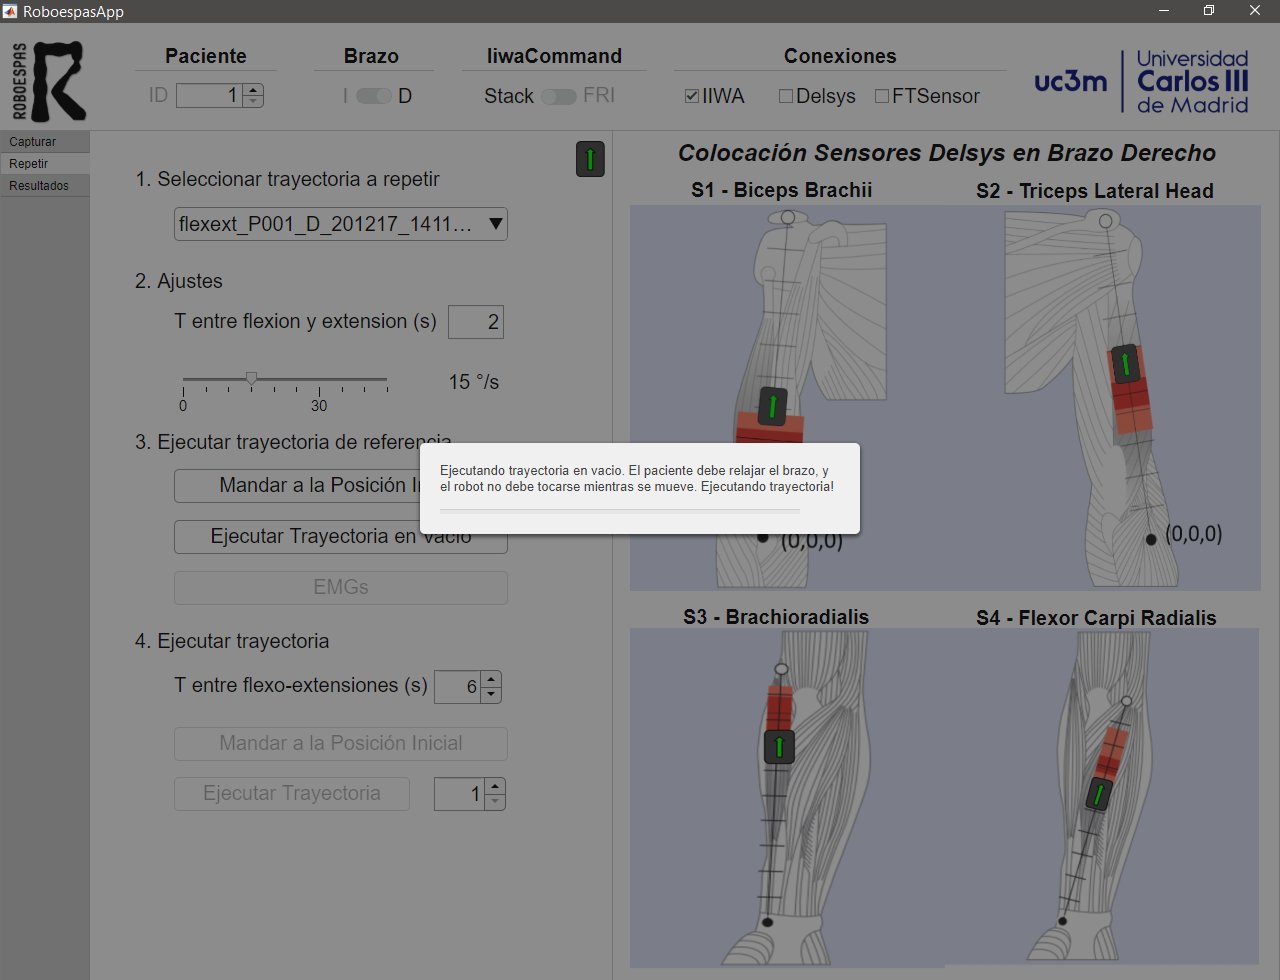 RoboespasApp
ROBOESPAS
Paciente
ID 1
Brazo
I D
IiwaCommand
Stack FRI
Conexiones
IIWA Delsys FTSensor
uc3m
Universidad
Carlos III
de Madrid
Capturar
Repetir
Resultados
1. Seleccionar trayectoria a repetir
flexext_P001_D_201217_1411...
2. Ajustes
T entre flexion y extension (s) 2
15 °/s
0 30
3. Ejecutar trayectoria de referencia
Mandar a la Posición
Ejecutar Trayectoria en vacio
EMGs
4. Ejecutar trayectoria
T entre flexo-extensiones (s) 6
Mandar a la Posición Inicial
Ejecutar Trayectoria 1
Ejecutando trayectoria en vacio. El paciente debe relajar el brazo, y
el robot no debe tocarse mientras se mueve. Ejecutando trayectoria!
Colocación Sensores Delsys en Brazo Derecho
S1 - Biceps Brachii
S2 - Triceps Lateral Head
(0,0,0)
(0,0,0)
S3 - Brachioradialis
S4 - Flexor Carpi Radialis